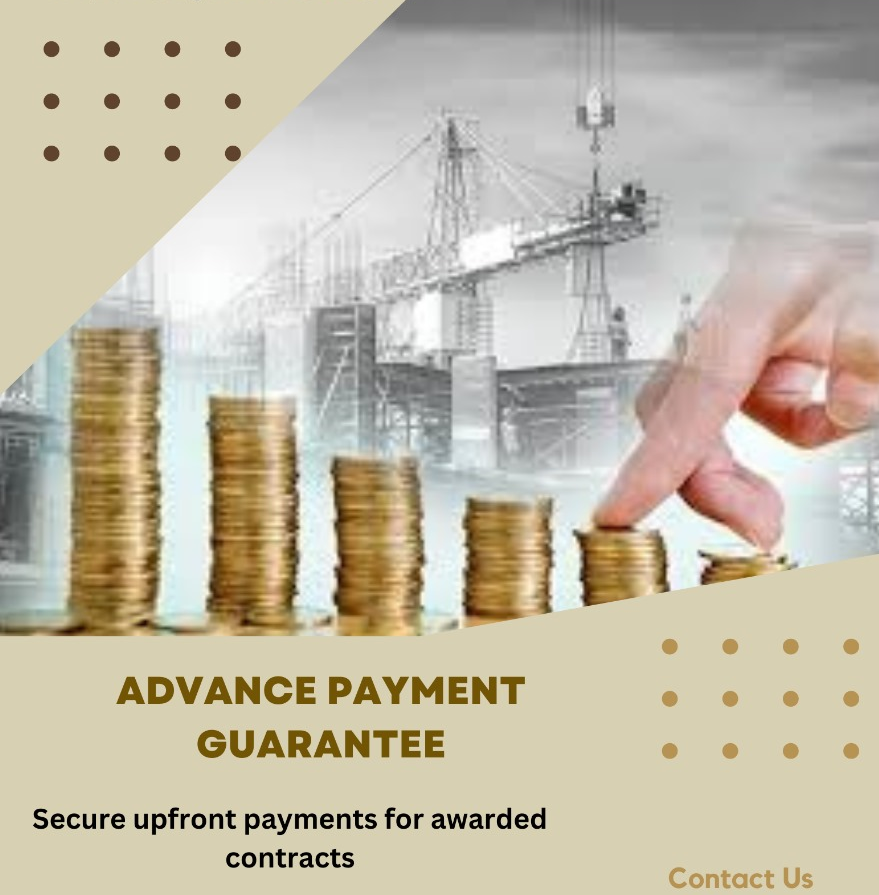 ADVANCE PAYMENT
GUARANTEE
Secure upfront payments for awarded
contracts
Contact Us